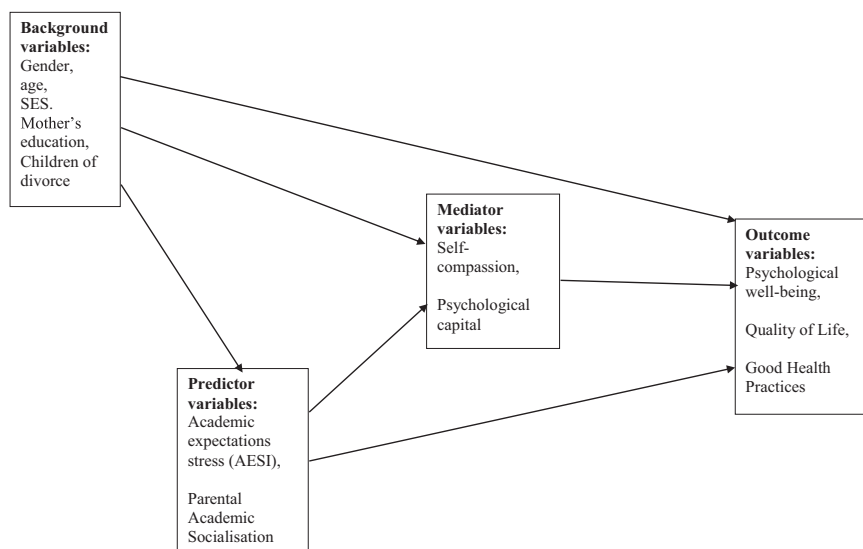 Background
variables:
Gender,
age,
SES.
Mother's
education,
Children of
divorce
Mediator
variables:
Self-
compassion,
Psychological
capital
Outcome
variables:
Psychological
well-being,
Quality of Life,
Good Health
Practices
Predictor
variables:
Academic
expectations
stress (AESI),
Parental
Academic
Socialisation